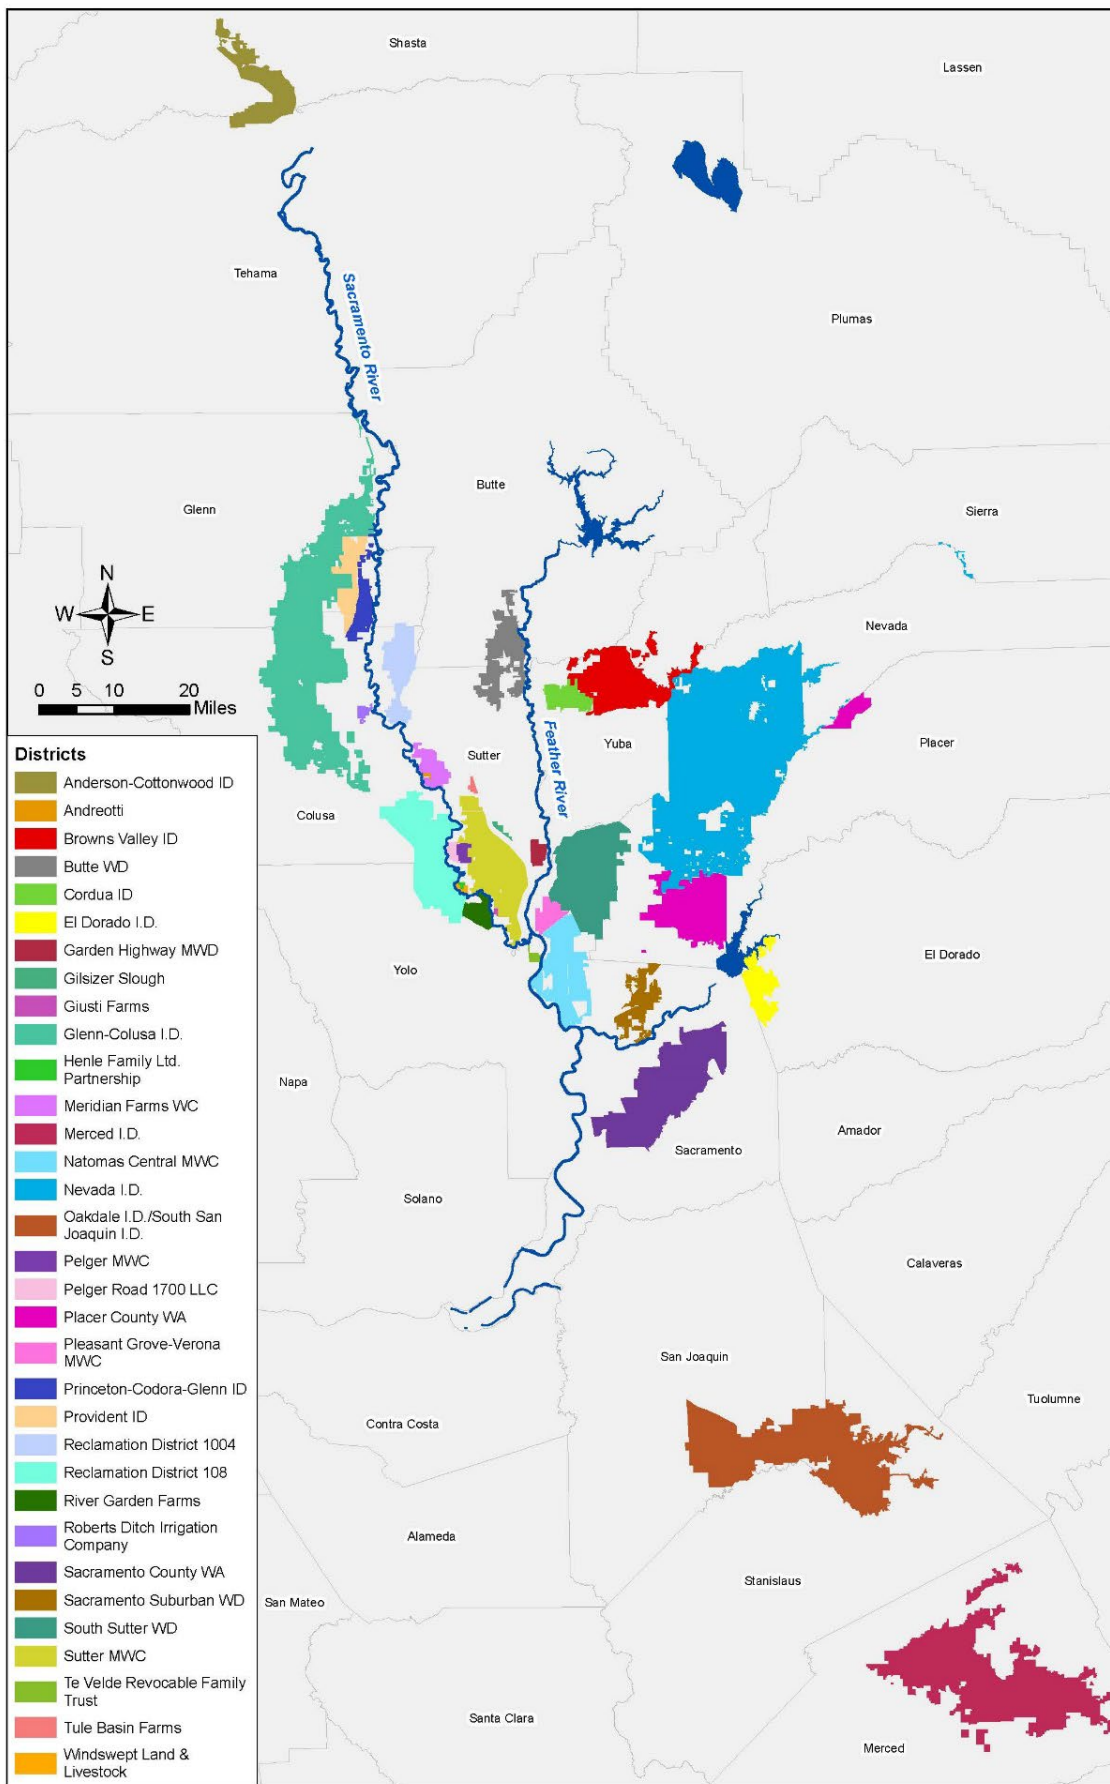 Shasta
Lassen
Tehama
Sacramento River
Plumas
Butte
Glenn
Sierra
N
W E
S
Nevada
0 5 10 20
Miles
Feather River
Yuba
Placer
Sutter
Colusa
Yolo
El Dorado
Napa
Amador
Sacramento
Solano
Calaveras
San Joaquin
Tuolumne
Contra Costa
Alameda
Stanislaus
San Mateo
Santa Clara
Merced
Districts
Anderson-Cottonwood ID
Andreotti
Browns Valley ID
Butte WD
Cordua ID
El Dorado I.D.
Garden Highway MWD
Gilsizer Slough
Giusti Farms
Glenn-Colusa I.D.
Henle Family Ltd.
Partnership
Meridian Farms WC
Merced I.D.
Natomas Central MWC
Nevada I.D.
Oakdale I.D./South San
Joaquin I.D.
Pelger MWC
Pelger Road 1700 LLC
Placer County WA
Pleasant Grove-Verona
MWC
Princeton-Codora-Glenn ID
Provident ID
Reclamation District 1004
Reclamation District 108
River Garden Farms
Roberts Ditch Irrigation
Company
Sacramento County WA
Sacramento Suburban WD
South Sutter WD
Sutter MWC
Te Velde Revocable Family
Trust
Tule Basin Farms
Windswept Land &
Livestock